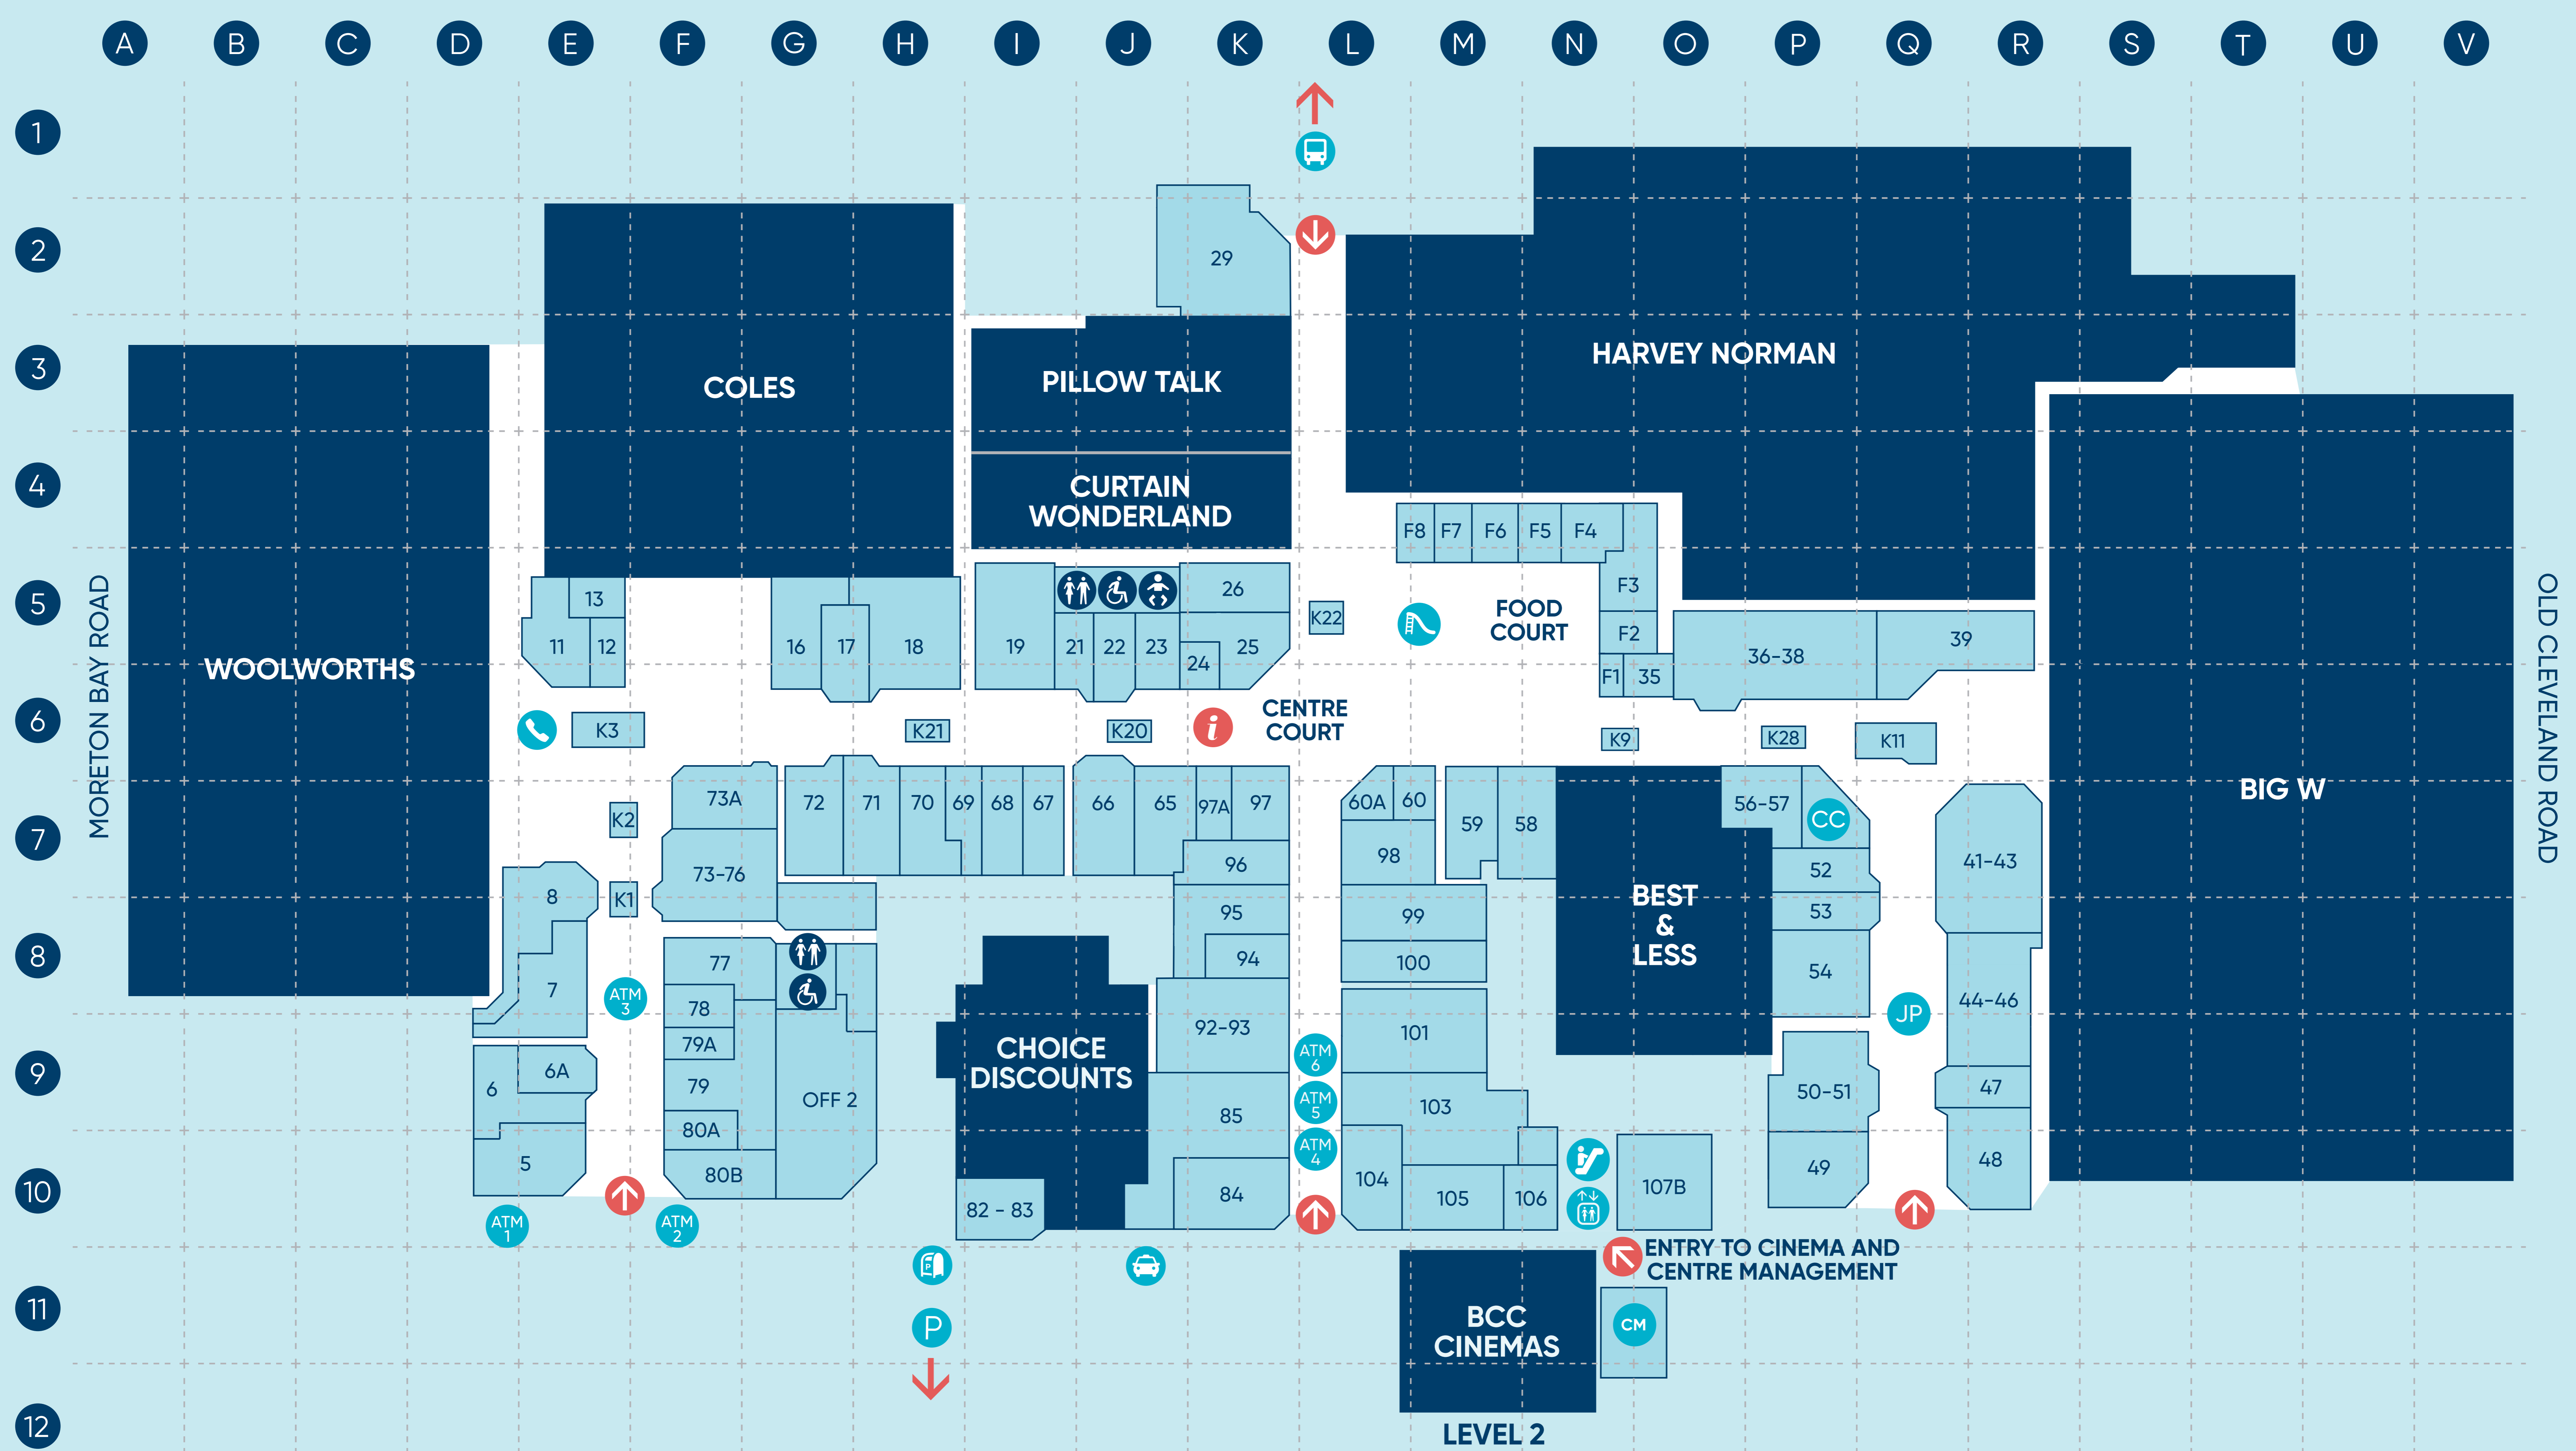 A B C D E F G H I J K L M N O P Q R S T U V
1
2
29
3
HARVEY NORMAN
PILLOW TALK
COLES
4
CURTAIN
WONDERLAND
F8 F7 F6 F5 F4
5
13
26
F3
K22
FOOD
COURT
F2
11 12
16 17 18
19 21 22 23 24 25
F1 35
36-38
39
MORETON BAY ROAD
OLD CLEVELAND ROAD
WOOLWORTHS
6
CENTRE
COURT
K3
K21
K20
i
K9
K28
K11
BIG W
7
73A
72 71 70 69 68 67 66 65 97A 97
60A 60
59 58
56-57
CC
K2
98
96
52
41-43
73-76
8
8
K1
95
99
BEST
&
LESS
53
77
94
100
54
7
ATM
3
78
92-93
44-46
JP
9
79A
CHOICE
DISCOUNTS
101
ATM
6
6
6A
79
OFF 2
85
ATM
5
103
50-51
47
80A
ATM
4
10
5
80B
82 - 83
84
104
105
106
107B
49
48
ATM
1
ATM
2
P
ENTRY TO CINEMA AND
CENTRE MANAGEMENT
11
P
BCC
CINEMAS
CM
12
LEVEL 2